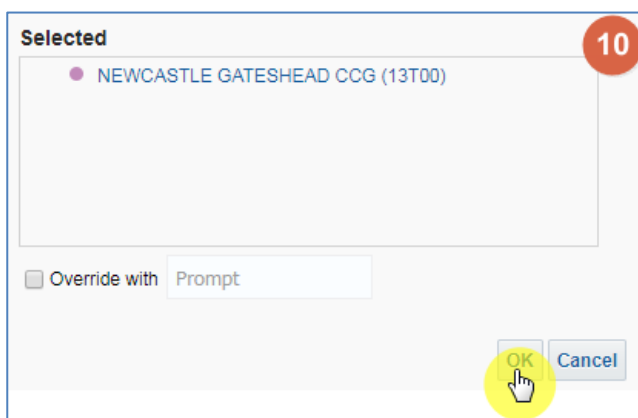 Selected
10
NEWCASTLE GATESHEAD CCG (13T00)
Override with Prompt
OK Cancel